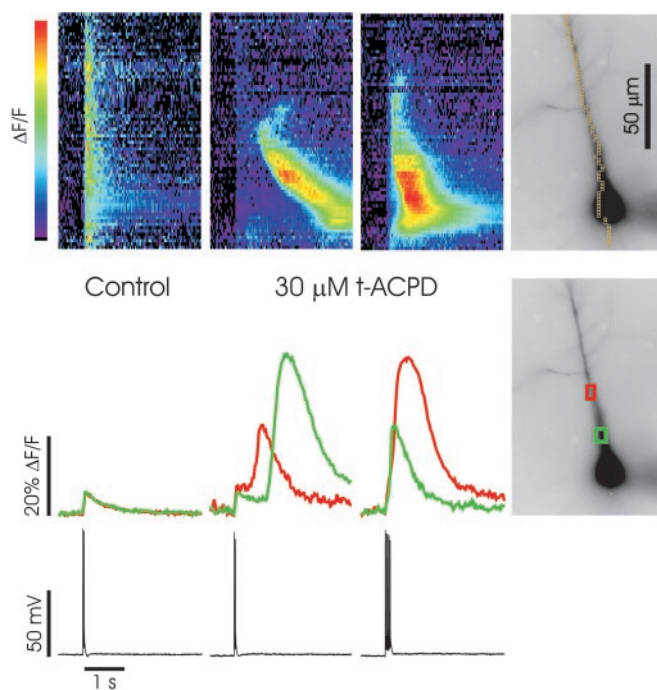 ΔF/F
50 μm
Control
30 μM t-ACPD
20% ΔF/F
50 mV
1 s